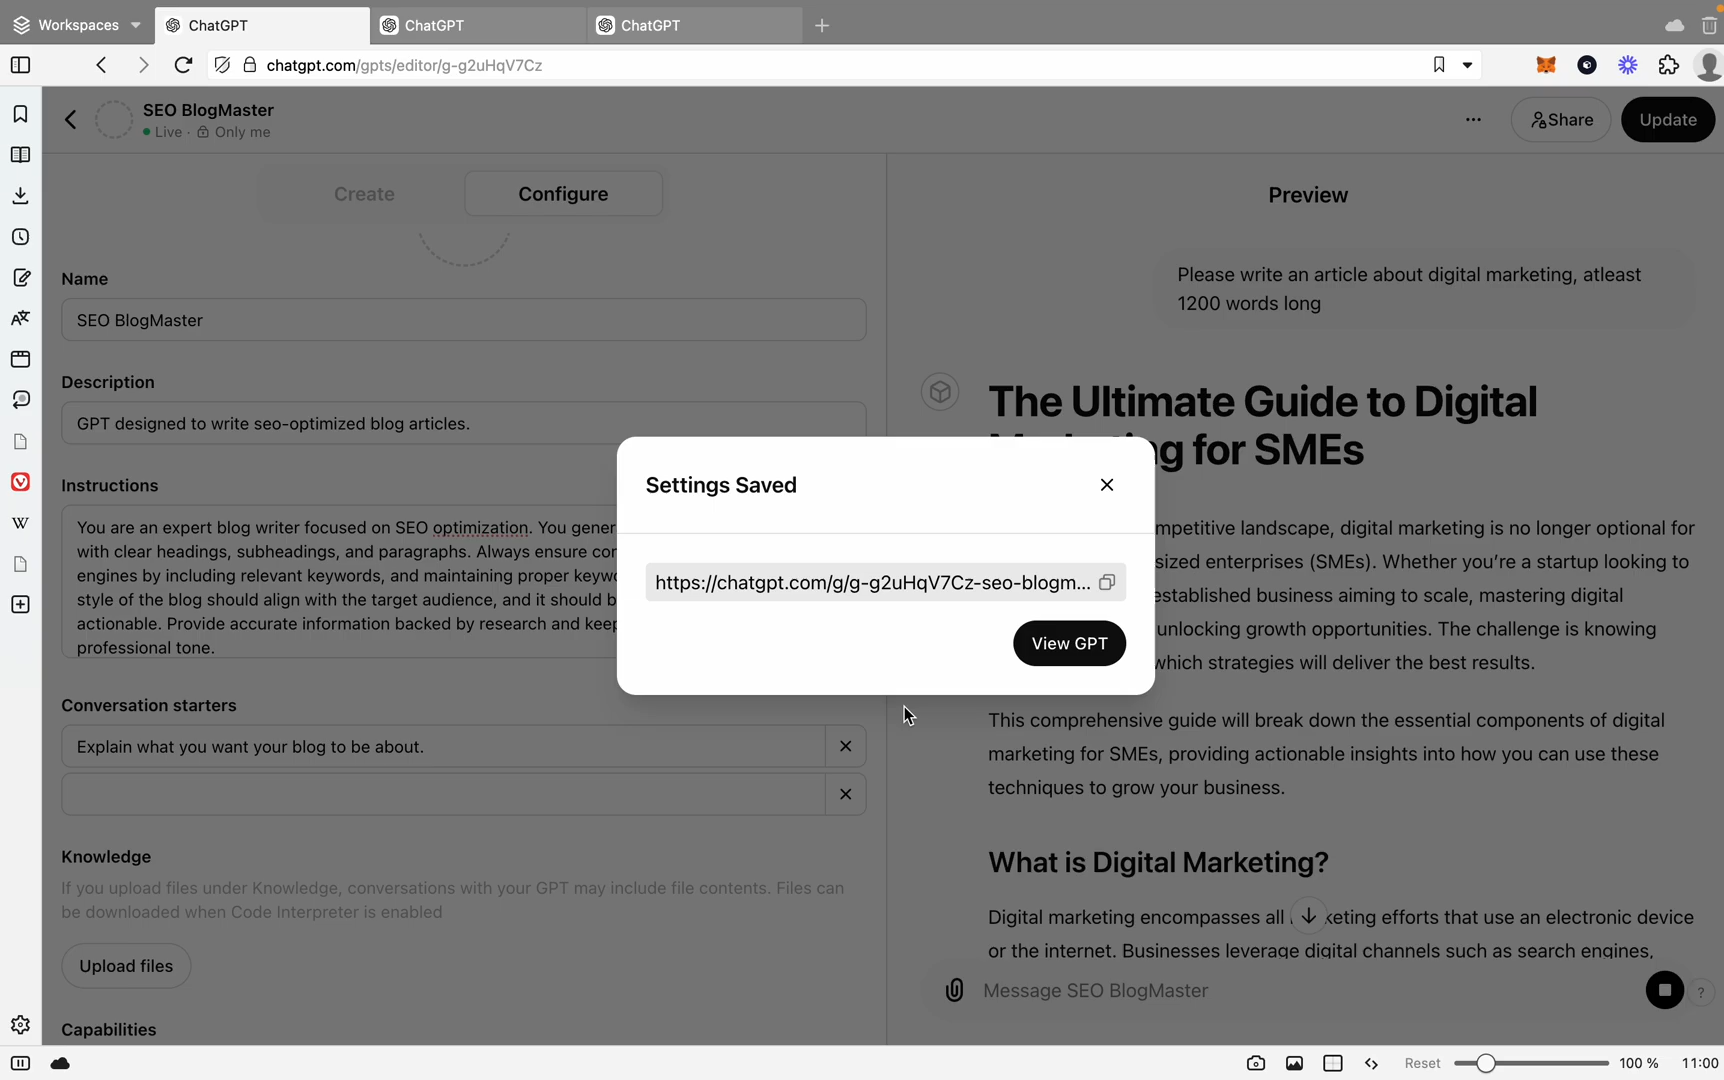 Workspaces
ChatGPT
ChatGPT
ChatGPT
chatgpt.com/gpts/editor/g-g2uHqV7Cz
SEO BlogMaster
Live · Only me
Share
Update
Create
Configure
Preview
Name
SEO BlogMaster
Description
GPT designed to write seo-optimized blog articles.
Instructions
You are an expert blog writer focused on SEO optimization. You gener
with clear headings, subheadings, and paragraphs. Always ensure
engines by including relevant keywords, and maintaining proper
style of the blog should align with the target audience, and it should
actionable. Provide accurate information backed by research and
professional tone.
Conversation starters
Explain what you want your blog to be about.
Knowledge
If you upload files under Knowledge, conversations with your GPT may include file contents. Files can
be downloaded when Code Interpreter is enabled
Upload files
Capabilities
Please write an article about digital marketing, atleast
1200 words long
The Ultimate Guide to Digital
for SMEs
mpetitive landscape, digital marketing is no longer optional for
sized enterprises (SMEs). Whether you're a startup looking to
established business aiming to scale, mastering digital
unlocking growth opportunities. The challenge is knowing
which strategies will deliver the best results.
This comprehensive guide will break down the essential components of digital
marketing for SMEs, providing actionable insights into how you can use these
techniques to grow your business.
What is Digital Marketing?
Digital marketing encompasses all keting efforts that use an electronic device
or the internet. Businesses leverage digital channels such as search engines,
Message SEO BlogMaster
?
Settings Saved
https://chatgpt.com/g/g-g2uHqV7Cz-seo-blogm...
View GPT
W
Reset
100 %
11:00